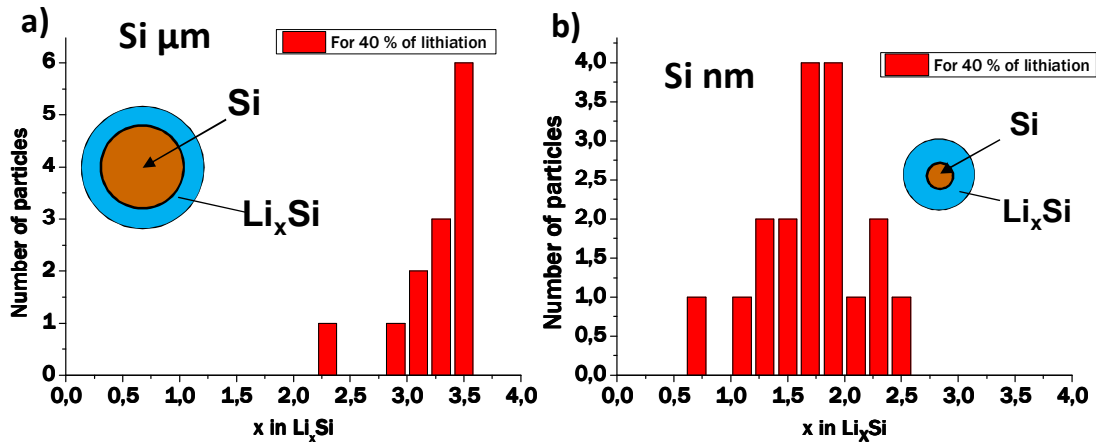 a)
Si µm
For 40 % of lithiation
Si
LiₓSi
Number of particles
6
5
4
3
2
1
0
0,0 0,5 1,0 1,5 2,0 2,5 3,0 3,5 4,0
x in LiₓSi
b)
Si nm
For 40 % of lithiation
Si
LiₓSi
Number of particles
4,0
3,5
3,0
2,5
2,0
1,5
1,0
0,5
0,0
0,0 0,5 1,0 1,5 2,0 2,5 3,0 3,5 4,0
x in LiₓSi